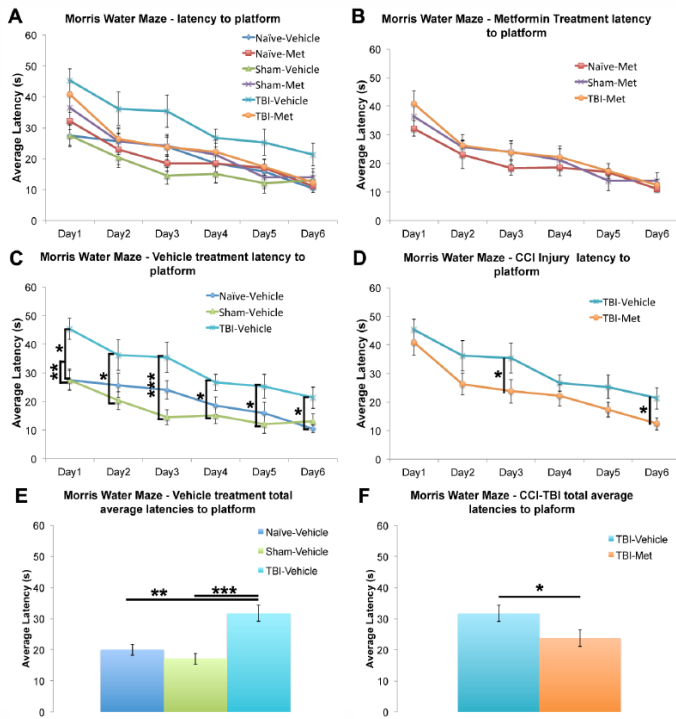 A
Morris Water Maze - latency to platform
Average Latency (s)
60
50
40
30
20
10
0
Day1 Day2 Day3 Day4 Day5 Day6
Naïve-Vehicle
Naïve-Met
Sham-Vehicle
Sham-Met
TBI-Vehicle
TBI-Met
B
Morris Water Maze - Metformin Treatment latency
to platform
Average Latency (s)
60
50
40
30
20
10
0
Day1 Day2 Day3 Day4 Day5 Day6
Naïve-Met
Sham-Met
TBI-Met
C
Morris Water Maze - Vehicle treatment latency to
platform
Average Latency (s)
60
50
40
30
20
10
0
Day1 Day2 Day3 Day4 Day5 Day6
Naïve-Vehicle
Sham-Vehicle
TBI-Vehicle
*
**
*
***
*
*
*
D
Morris Water Maze - CCI Injury latency to
platform
Average Latency (s)
60
50
40
30
20
10
0
Day1 Day2 Day3 Day4 Day5 Day6
TBI-Vehicle
TBI-Met
*
*
E
Morris Water Maze - Vehicle treatment total
average latencies to platform
Average Latency (s)
60
50
40
30
20
10
0
Naïve-Vehicle
Sham-Vehicle
TBI-Vehicle
**
***
F
Morris Water Maze - CCI-TBI total average
latencies to plaform
Average Latency (s)
60
50
40
30
20
10
0
TBI-Vehicle
TBI-Met
*